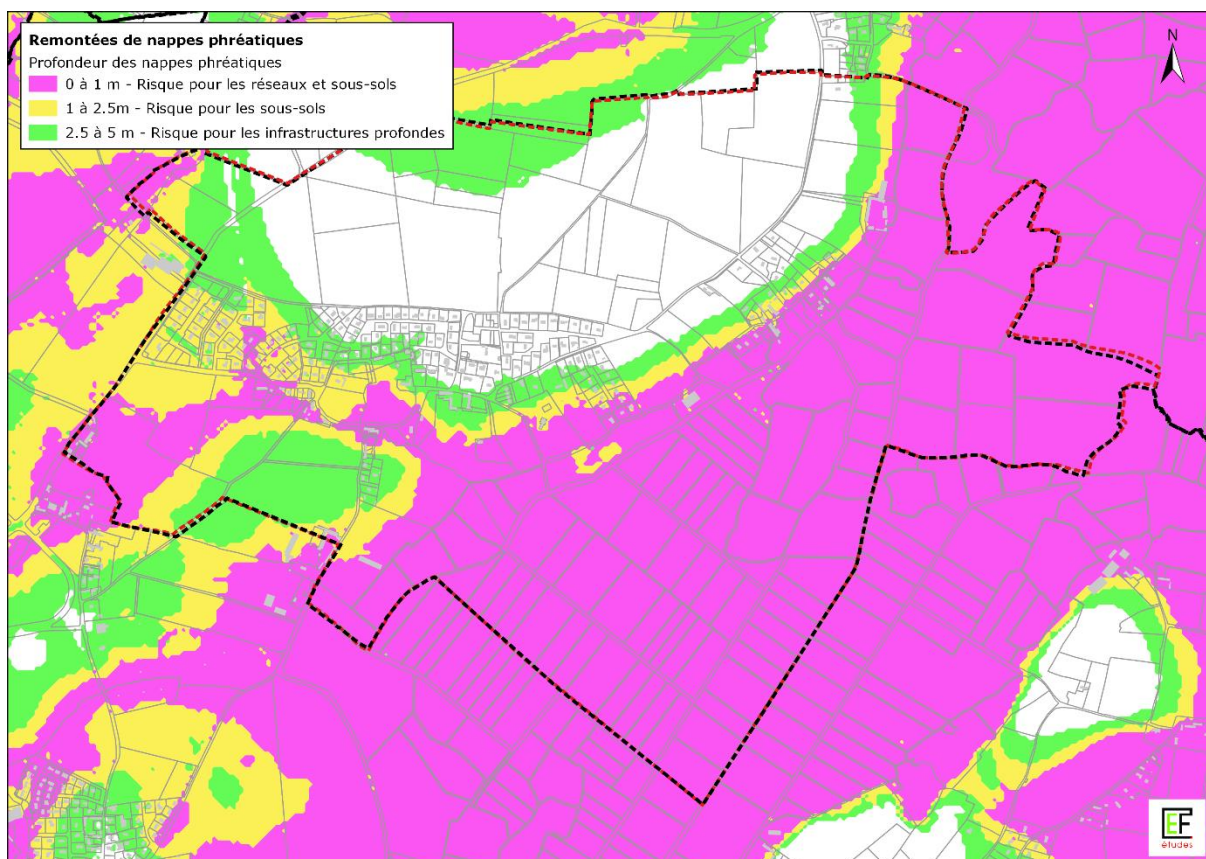 Remontées de nappes phréatiques
Profondeur des nappes phréatiques
0 à 1 m - Risque pour les réseaux et sous-sols
1 à 2.5m - Risque pour les sous-sols
2.5 à 5 m - Risque pour les infrastructures profondes
N
EF
études